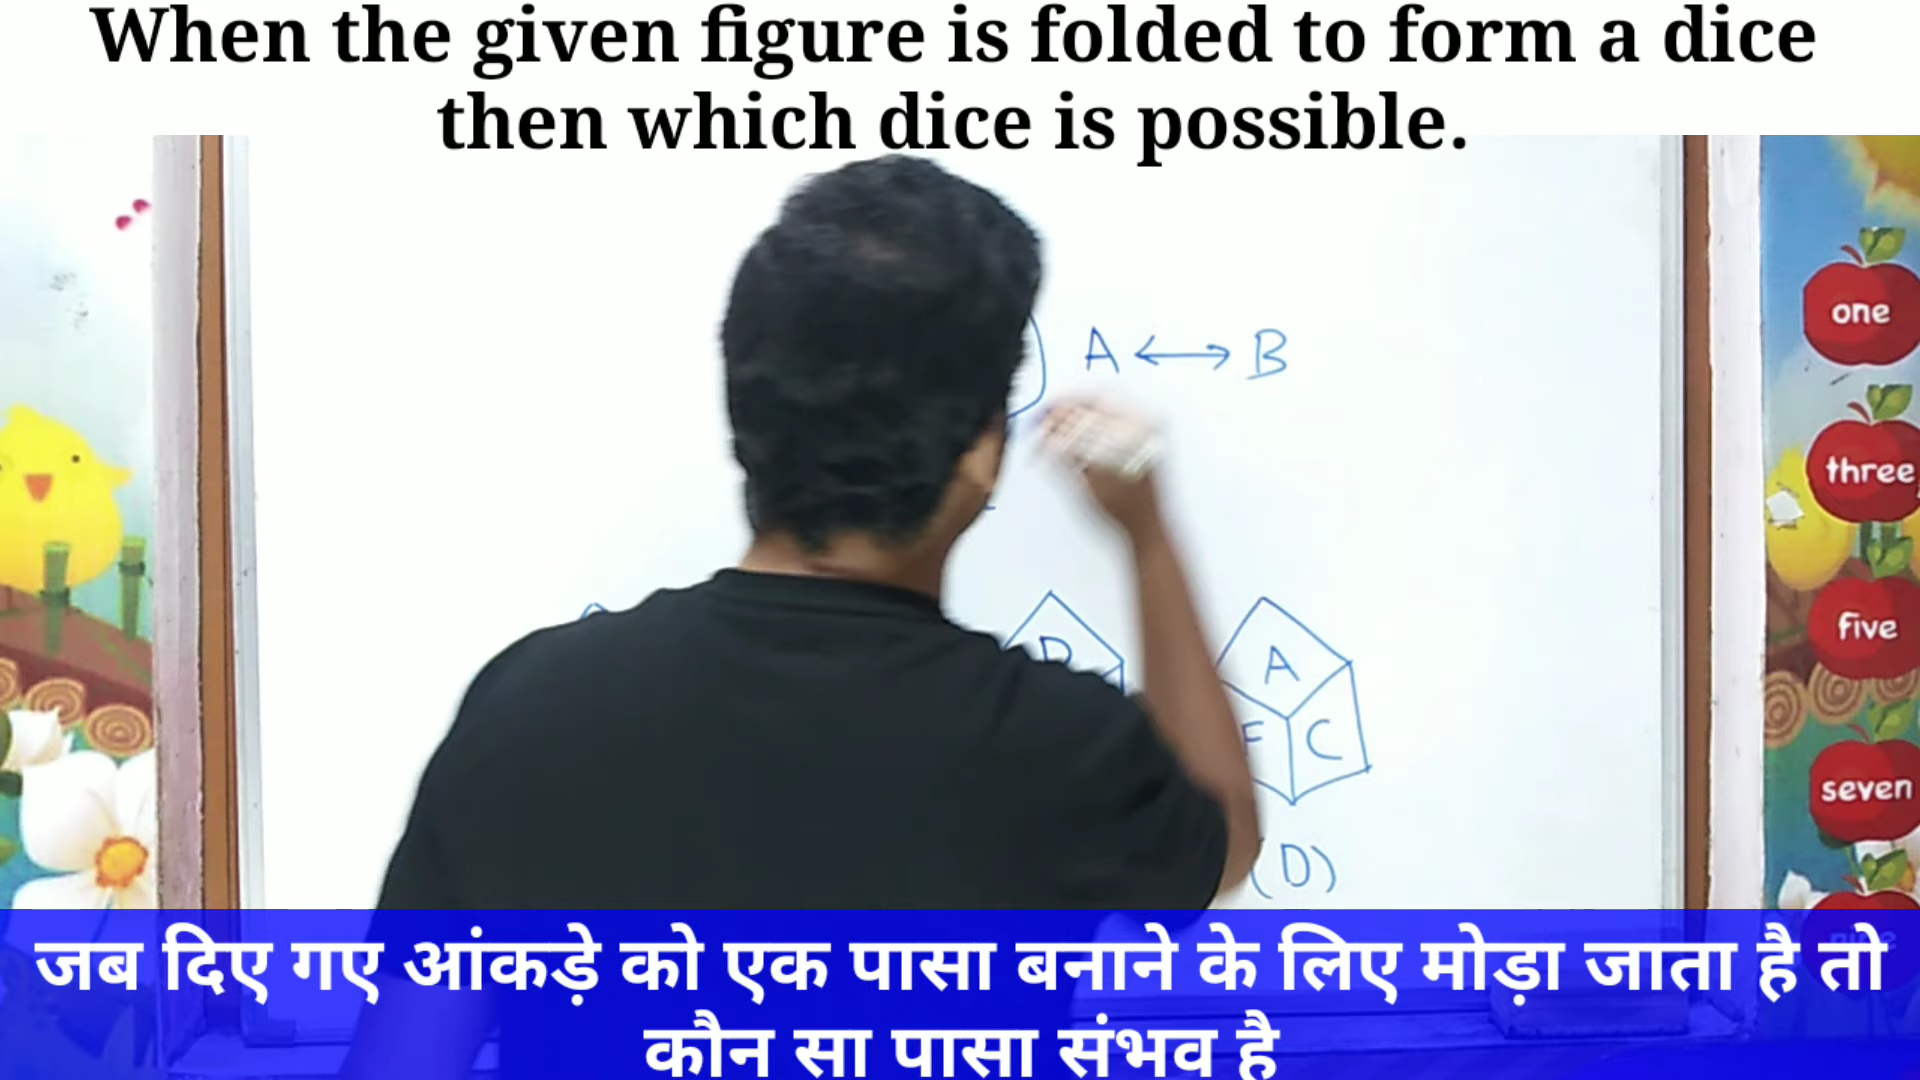 When the given figure is folded to form a dice
then which dice is possible.
A ↔ B
A
F C
(D)
one
three
five
seven
जब दिए गए आंकड़े को एक पासा बनाने के लिए मोड़ा जाता है तो
कौन सा पासा संभव है